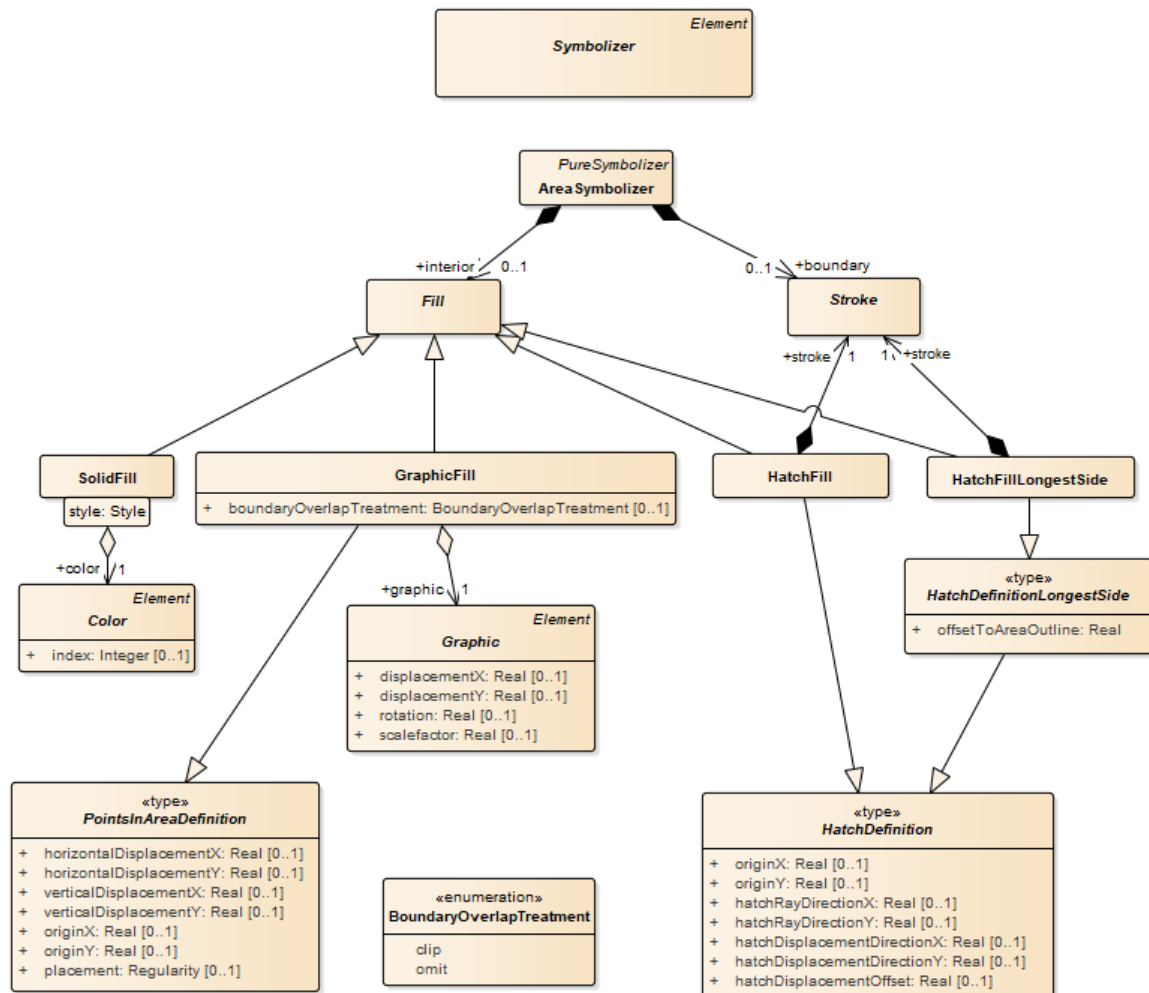 Element
Symbolizer
PureSymbolizer
AreaSymbolizer
+interior 0..1
0..1 +boundary
Fill
Stroke
+stroke 1
1 +stroke
SolidFill
style: Style
GraphicFill
+ boundaryOverlapTreatment: BoundaryOverlapTreatment [0..1]
HatchFill
HatchFillLongestSide
+color 1
Element
Color
+ index: Integer [0..1]
+graphic 1
Element
Graphic
+ displacementX: Real [0..1]
+ displacementY: Real [0..1]
+ rotation: Real [0..1]
+ scalefactor: Real [0..1]
«type»
HatchDefinitionLongestSide
+ offsetToAreaOutline: Real
«type»
PointsInAreaDefinition
+ horizontalDisplacementX: Real [0..1]
+ horizontalDisplacementY: Real [0..1]
+ verticalDisplacementX: Real [0..1]
+ verticalDisplacementY: Real [0..1]
+ originX: Real [0..1]
+ originY: Real [0..1]
+ placement: Regularity [0..1]
«enumeration»
BoundaryOverlapTreatment
clip
omit
«type»
HatchDefinition
+ originX: Real [0..1]
+ originY: Real [0..1]
+ hatchRayDirectionX: Real [0..1]
+ hatchRayDirectionY: Real [0..1]
+ hatchDisplacementDirectionX: Real [0..1]
+ hatchDisplacementDirectionY: Real [0..1]
+ hatchDisplacementOffset: Real [0..1]